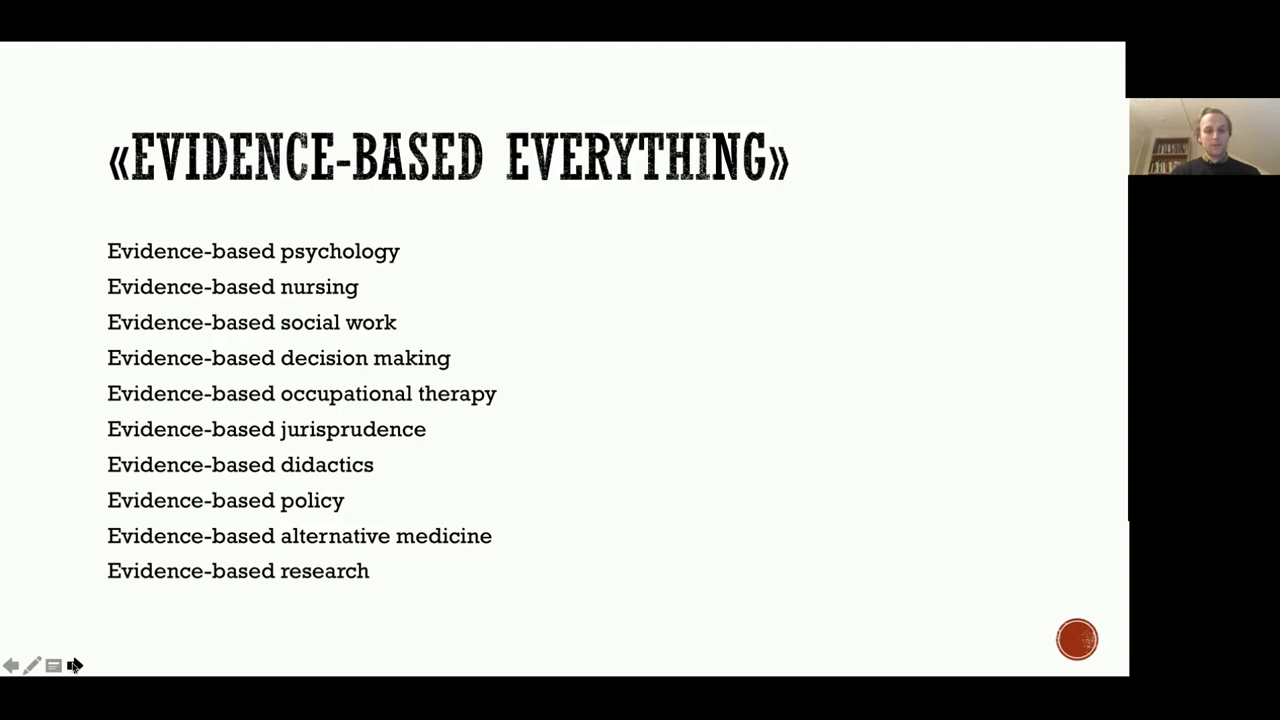 «EVIDENCE-BASED EVERYTHING»
Evidence-based psychology
Evidence-based nursing
Evidence-based social work
Evidence-based decision making
Evidence-based occupational therapy
Evidence-based jurisprudence
Evidence-based didactics
Evidence-based policy
Evidence-based alternative medicine
Evidence-based research